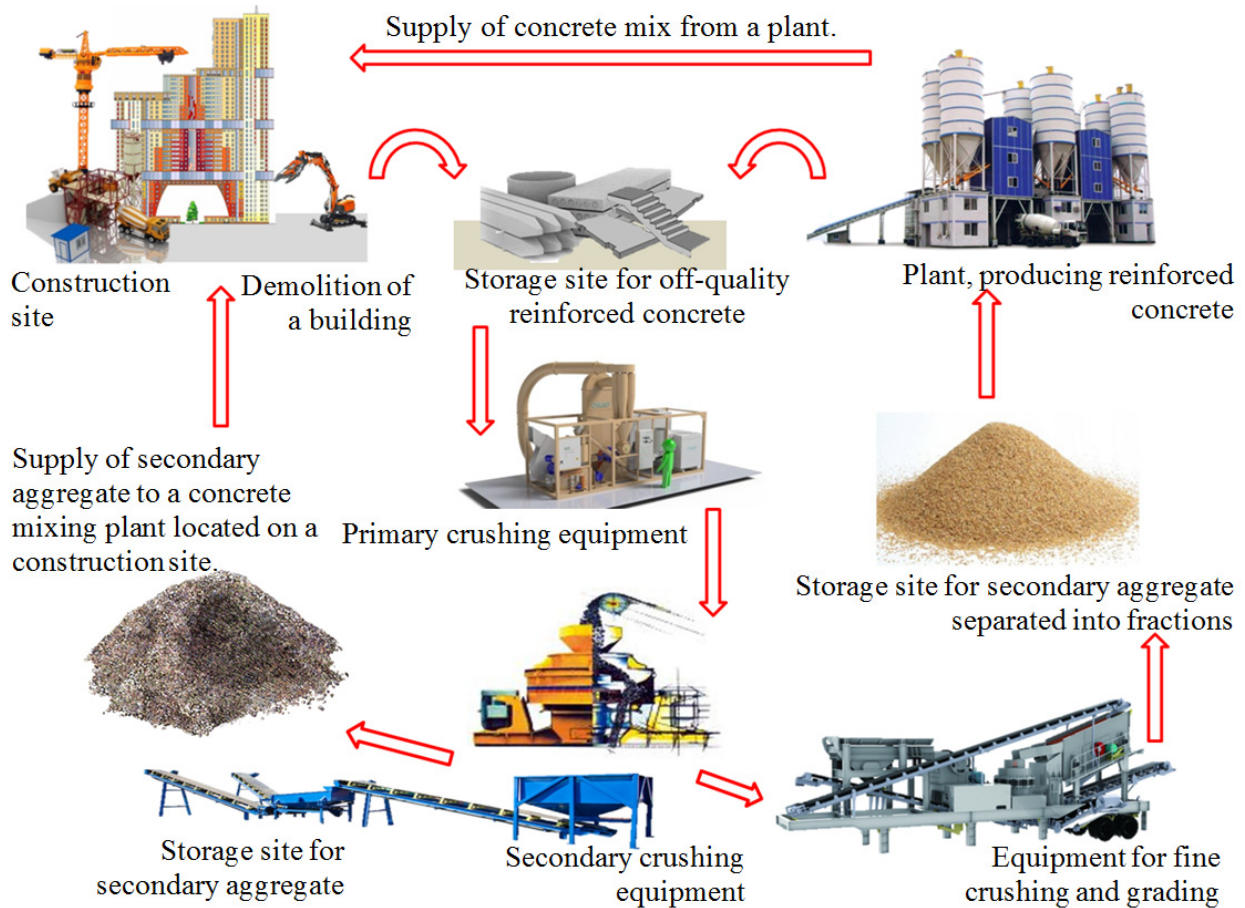 Supply of concrete mix from a plant.
Construction
site
Demolition of
a building
Storage site for off-quality
reinforced concrete
Plant, producing reinforced
concrete
Supply of secondary
aggregate to a concrete
mixing plant located on a
construction site.
Primary crushing equipment
Storage site for secondary aggregate
separated into fractions
Storage site for
secondary aggregate
Secondary crushing
equipment
Equipment for fine
crushing and grading